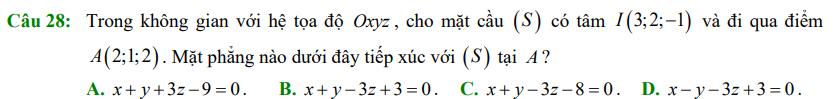 Câu 28: Trong không gian với hệ tọa độ Oxyz, cho mặt cầu (S) có tâm I(3;2;−1) và đi qua điểm
A(2;1;2). Mặt phẳng nào dưới đây tiếp xúc với (S) tại A?
A. x+y+3z−9=0. B. x+y−3z+3=0. C. x+y−3z−8=0. D. x−y−3z+3=0.